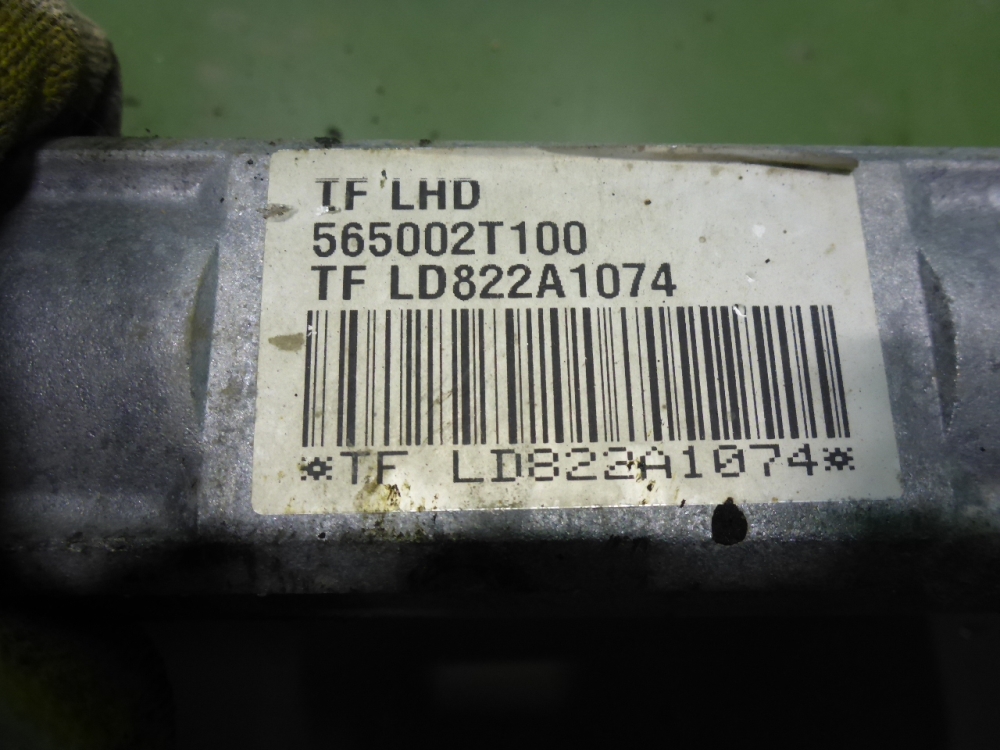 TF LHD
565002T100
TF LD822A1074
*TF LD822A1074*